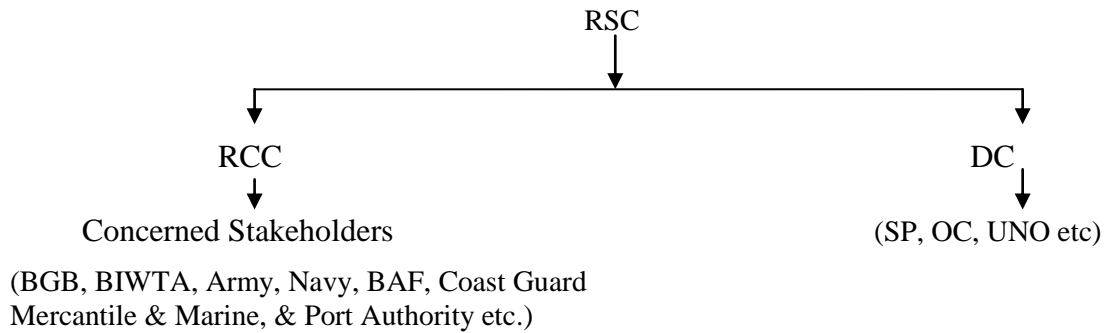 RSC
RCC
DC
Concerned Stakeholders
(SP, OC, UNO etc)
(BGB, BIWTA, Army, Navy, BAF, Coast Guard
Mercantile & Marine, & Port Authority etc.)